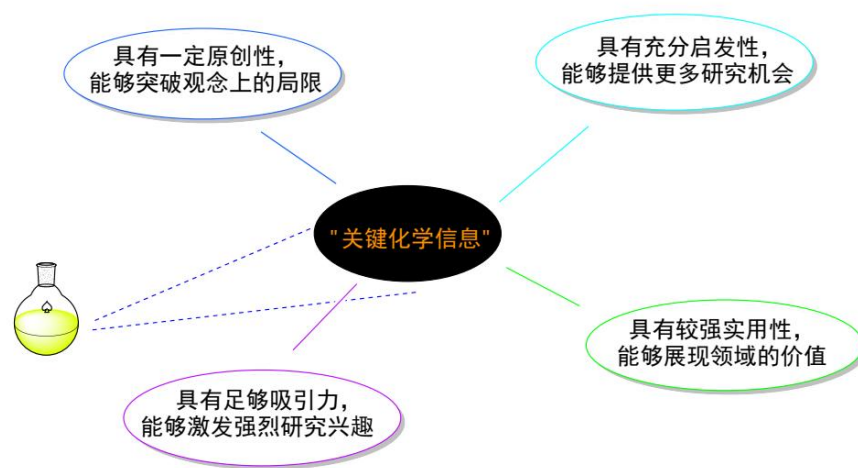 具有一定原创性，
能够突破观念上的局限
具有充分启发性，
能够提供更多研究机会
"关键化学信息"
具有较强实用性，
能够展现领域的价值
具有足够吸引力，
能够激发强烈研究兴趣